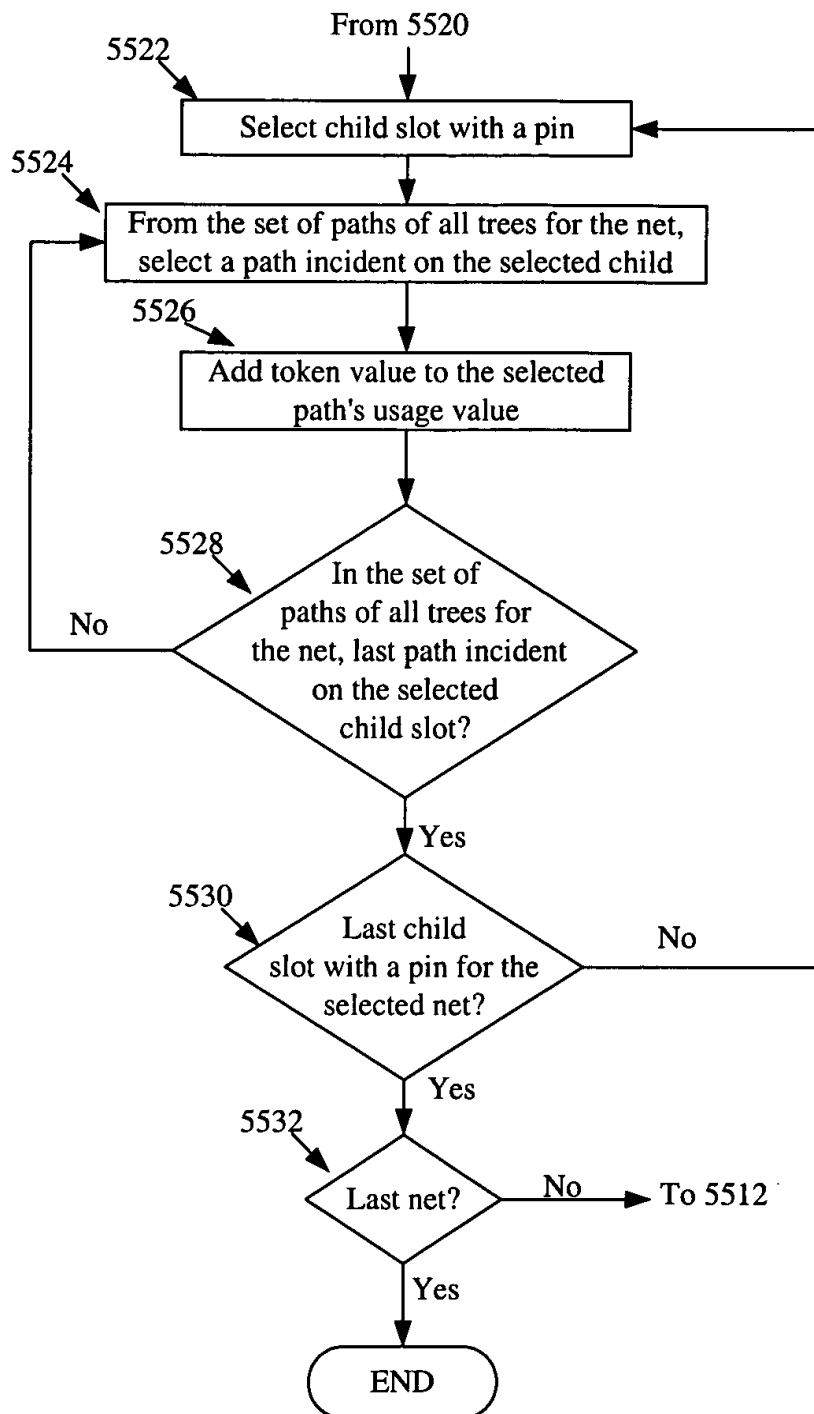 From 5520
5522
Select child slot with a pin
5524
From the set of paths of all trees for the net,
select a path incident on the selected child
5526
Add token value to the selected
path's usage value
5528
In the set of
paths of all trees for
the net, last path incident
on the selected
child slot?
No
Yes
5530
Last child
slot with a pin for the
selected net?
No
Yes
5532
Last net?
No
To 5512
Yes
END